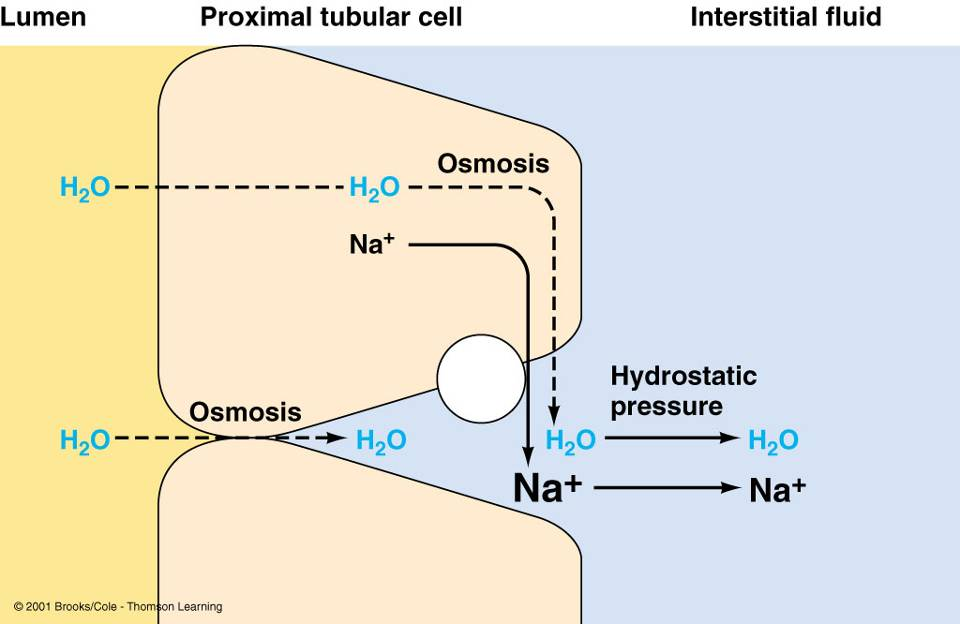 Lumen Proximal tubular cell Interstitial fluid
Osmosis
H₂O H₂O
Na⁺
Hydrostatic
pressure
Osmosis
H₂O H₂O H₂O H₂O
Na⁺ Na⁺
© 2001 Brooks/Cole - Thomson Learning